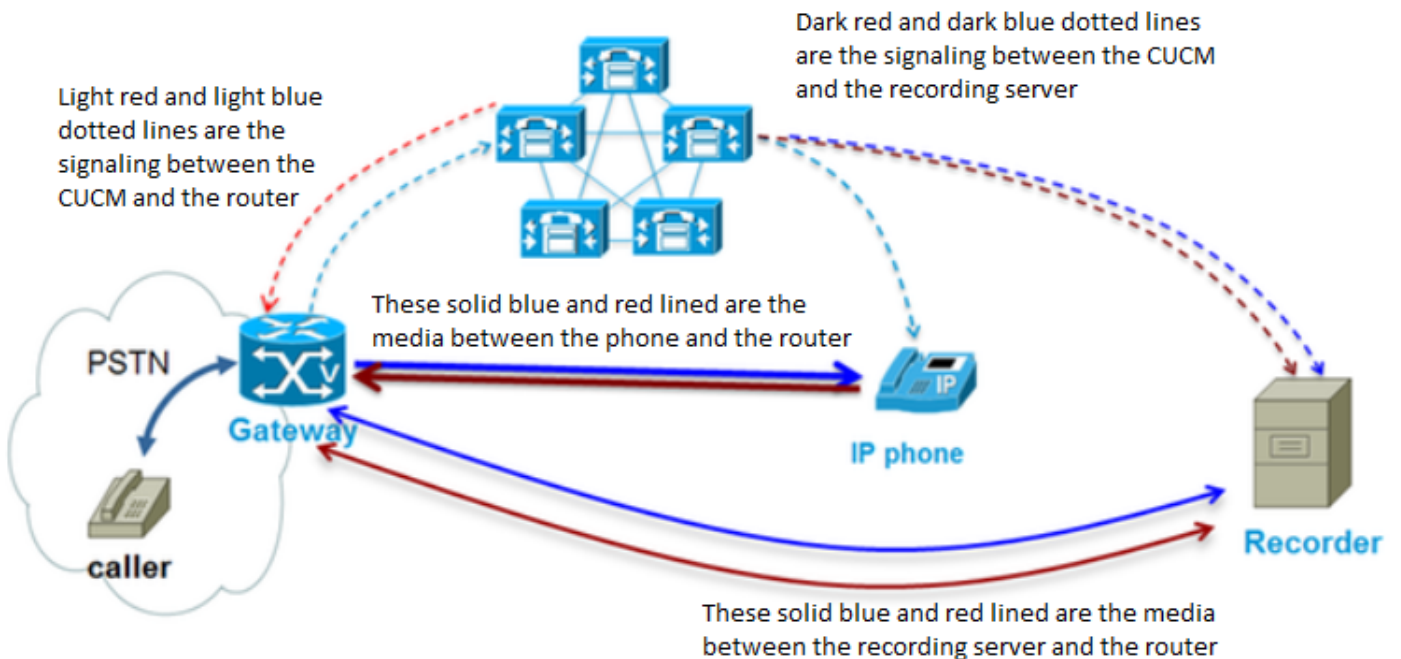 Dark red and dark blue dotted lines
are the signaling between the CUCM
and the recording server
Light red and light blue
dotted lines are the
signaling between the
CUCM and the router
These solid blue and red lined are the
media between the phone and the router
PSTN
V
IP
Gateway
IP phone
caller
Recorder
These solid blue and red lined are the media
between the recording server and the router